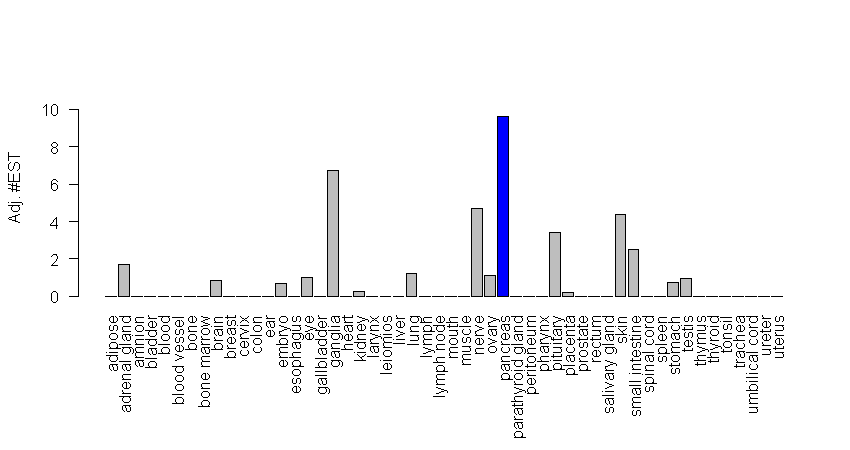 Adj. #EST
10
8
6
4
2
0
adipose
adrenal gland
amnion
bladder
blood
blood vessel
bone
bone marrow
brain
breast
cervix
colon
ear
embryo
esophagus
eye
gallbladder
ganglia
heart
kidney
larynx
leiomios
liver
lung
lymph
lymph node
mouth
muscle
nerve
ovary
pancreas
parathyroid gland
peritoneum
pharynx
pituitary
placenta
prostate
rectum
salivary gland
skin
small intestine
spinal cord
spleen
stomach
testis
thymus
thyroid
tonsil
trachea
umbilical cord
ureter
uterus